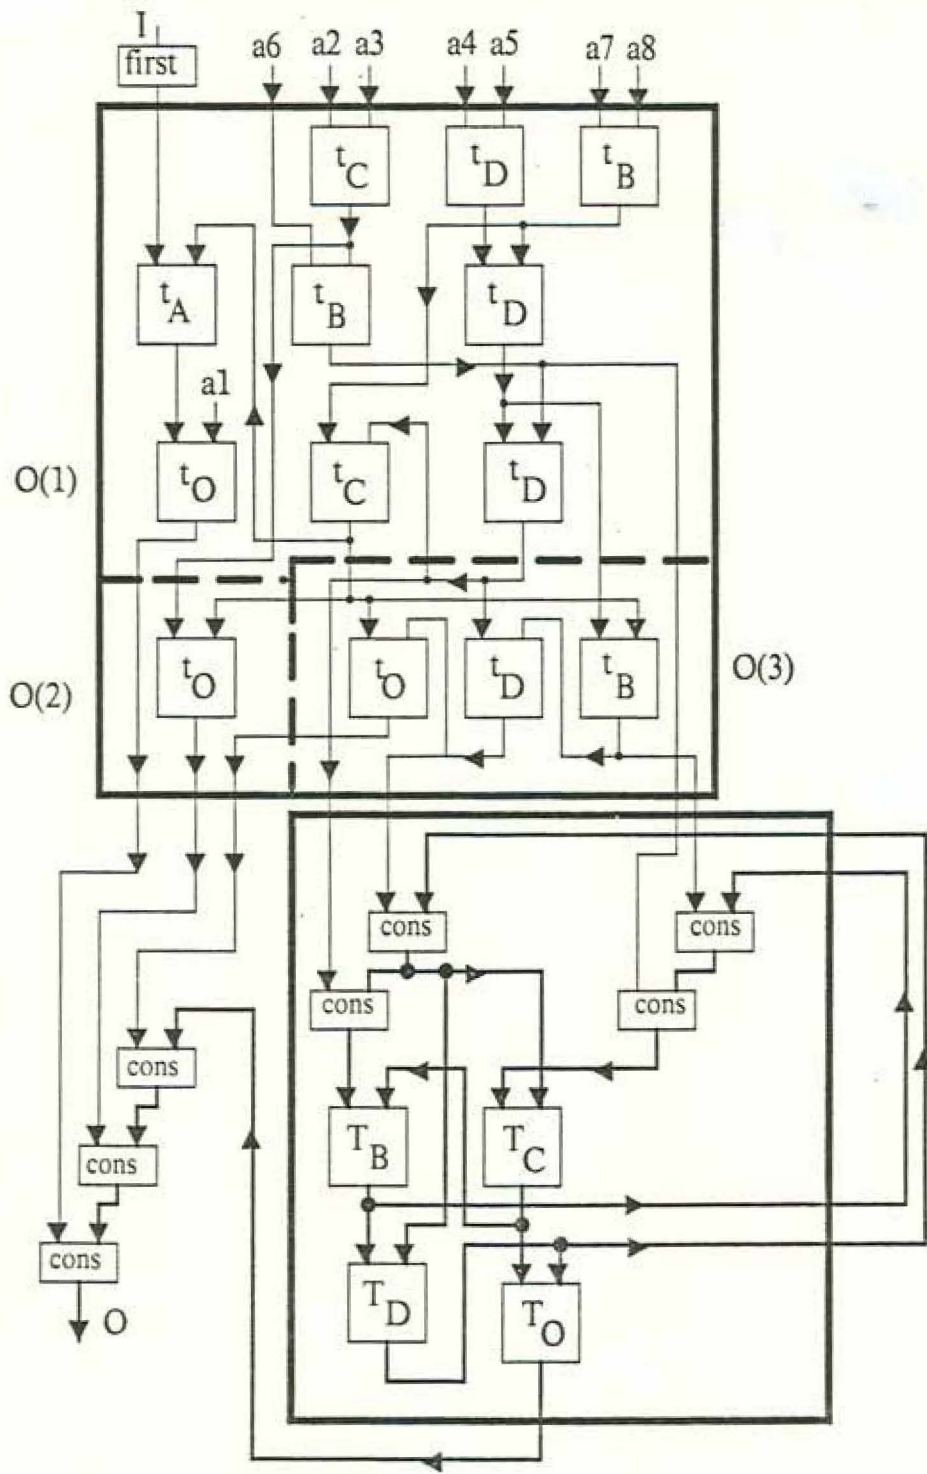 I
first
a6 a2 a3 a4 a5 a7 a8
tC tD tB
tA tB tD
a1
O(1) tO tC tD
O(2) tO tO tD tB O(3)
cons cons
cons cons
cons
TB TC
cons
cons TD TO
O